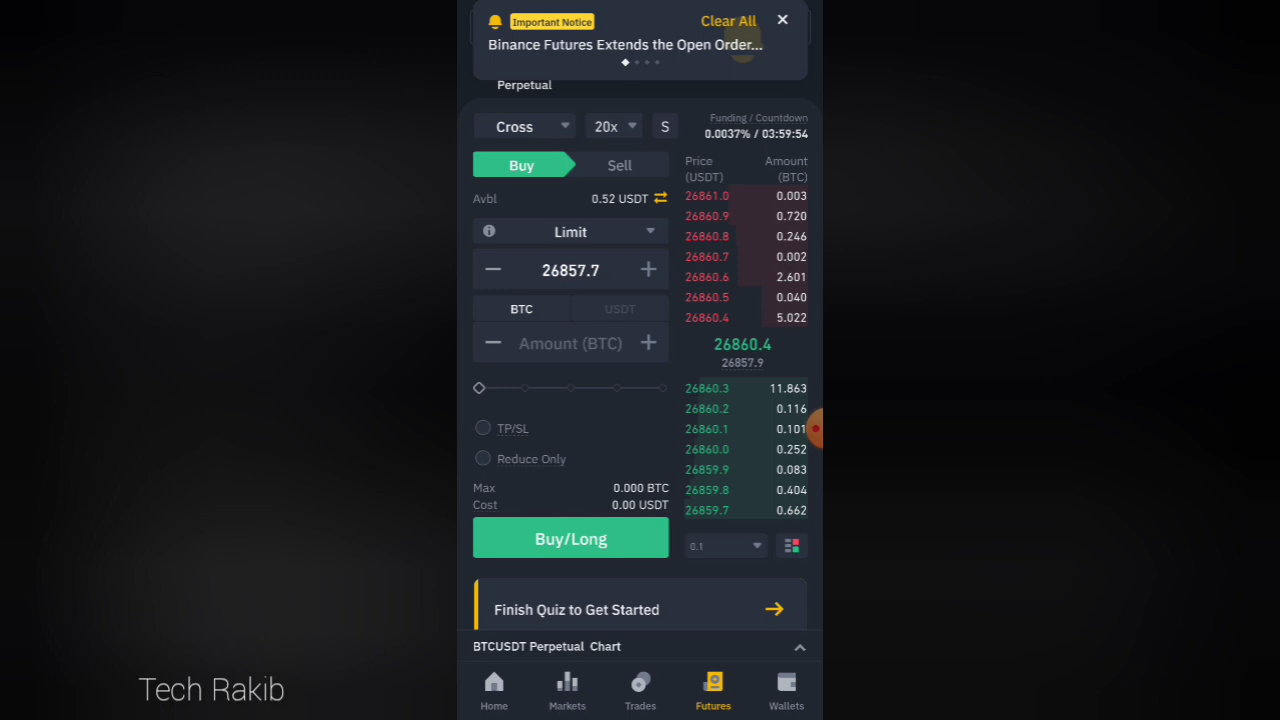 Important Notice
Clear All
Binance Futures Extends the Open Order...
Perpetual
Cross
20x
S
Funding / Countdown
0.0037% / 03:59:54
Buy
Sell
Avbl
0.52 USDT
Limit
26857.7
BTC
USDT
Amount (BTC)
TP/SL
Reduce Only
Max
0.000 BTC
Cost
0.00 USDT
Buy/Long
Price Amount
(USDT) (BTC)
26861.0 0.003
26860.9 0.720
26860.8 0.246
26860.7 0.002
26860.6 2.601
26860.5 0.040
26860.4 5.022
26860.4
26857.9
26860.3 11.863
26860.2 0.116
26860.1 0.101
26860.0 0.252
26859.9 0.083
26859.8 0.404
26859.7 0.662
0.1
Finish Quiz to Get Started
BTCUSDT Perpetual Chart
Home
Markets
Trades
Futures
Wallets
Tech Rakib